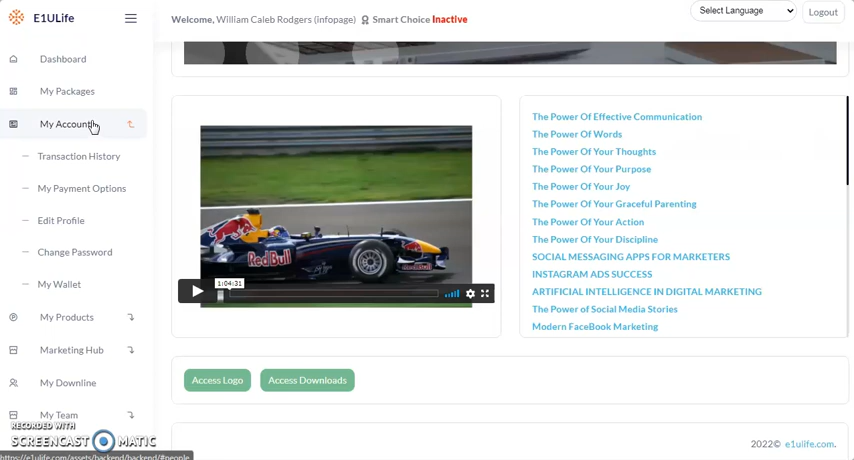 E1ULife
Welcome, William Caleb Rodgers (infopage) Smart Choice Inactive
Select Language
Logout
Dashboard
My Packages
My Account
Transaction History
My Payment Options
Edit Profile
Change Password
My Wallet
My Products
Marketing Hub
My Downline
My Team
RECORDED WITH
SCREENCAST MATIC
https://e1ulife.com/assets/backend/backend/#people
Red Bull
1:04:31
The Power Of Effective Communication
The Power Of Words
The Power Of Your Thoughts
The Power Of Your Purpose
The Power Of Your Joy
The Power Of Your Graceful Parenting
The Power Of Your Action
The Power Of Your Discipline
SOCIAL MESSAGING APPS FOR MARKETERS
INSTAGRAM ADS SUCCESS
ARTIFICIAL INTELLIGENCE IN DIGITAL MARKETING
The Power of Social Media Stories
Modern FaceBook Marketing
Access Logo
Access Downloads
2022© e1ulife.com.